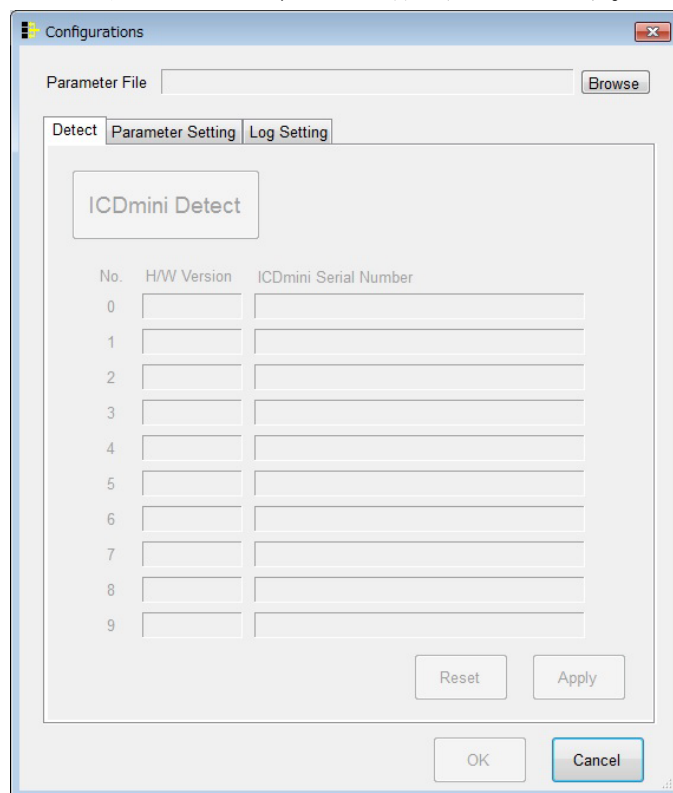 Configurations
Parameter File Browse
Detect Parameter Setting Log Setting
ICDmini Detect
No. H/W Version ICDmini Serial Number
0
1
2
3
4
5
6
7
8
9
Reset Apply
OK Cancel